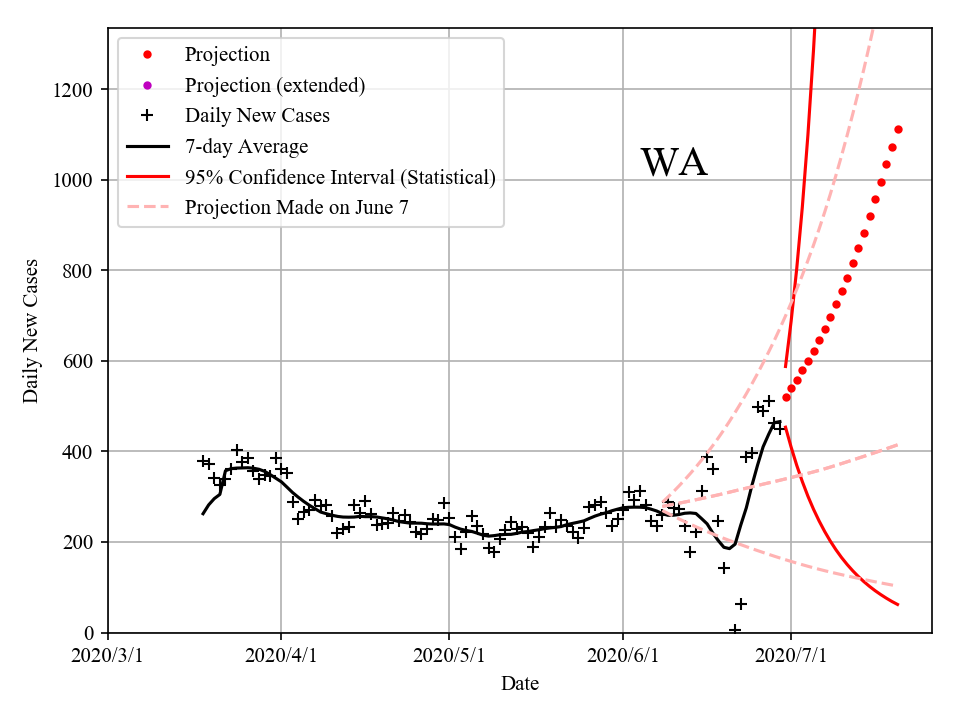 Projection
Projection (extended)
Daily New Cases
7-day Average
95% Confidence Interval (Statistical)
Projection Made on June 7
WA
1200
1000
800
600
400
200
0
Daily New Cases
2020/3/1
2020/4/1
2020/5/1
2020/6/1
2020/7/1
Date